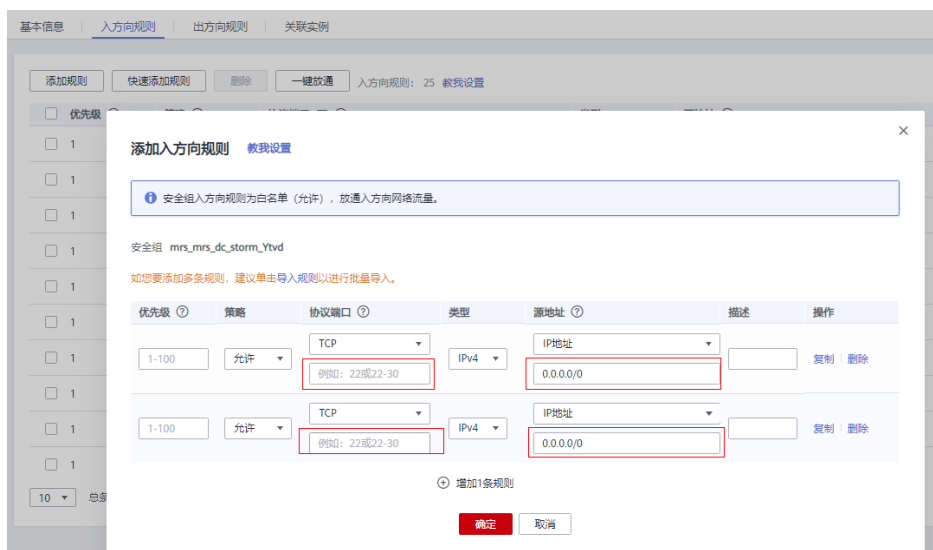 基本信息 入方向规则 出方向规则 关联实例
添加规则 快速添加规则 删除 一键放通 入方向规则: 25 教我设置
优先级
1
添加入方向规则 教我设置
1
安全组入方向规则为白名单（允许），放通入方向网络流量。
1
1
安全组 mrs_mrs_dc_storm_Ytvd
如您要添加多条规则，建议单击导入规则以进行批量导入。
1
优先级 策略 协议端口 类型 源地址 描述 操作
1
TCP IP地址
1 1-100 允许 IPv4 复制 删除
例如：22或22-30 0.0.0.0/0
1
TCP IP地址
1 1-100 允许 IPv4 复制 删除
例如：22或22-30 0.0.0.0/0
1
增加1条规则
10 总条
确定 取消